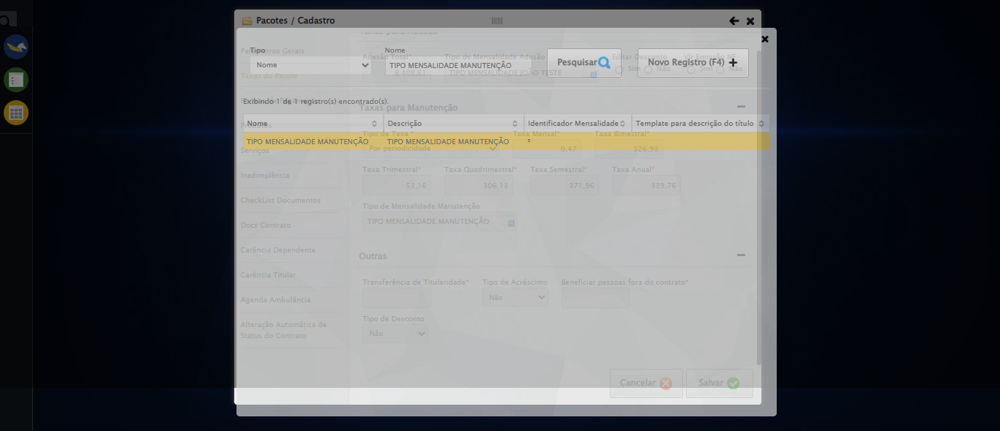 Pacotes / Cadastro
Taxas para Adesão
Parâmetros Gerais
Tipo
Nome
Nome
TIPO MENSALIDADE MANUTENÇÃO
Pesquisar
Novo Registro (F4)
Adesão Total*
Tipo de Mensalidade Adesão
Editar Desconto
Vlr Emissão NF
8.408,61
TIPO MENSALIDADE JOÃO TESTE
Sim
Não
Sim
Não
Taxas do Pacote
Exibindo 1 de 1 registro(s) encontrado(s).
Taxas para Manutenção
Nome
Descrição
Identificador Mensalidade
Template para descrição do título
TIPO MENSALIDADE MANUTENÇÃO
TIPO MENSALIDADE MANUTENÇÃO
s
Tipo de Taxa *
Taxa Mensal*
Taxa Bimestral*
Por periodicidade
0,47
326,93
Serviços
Taxa Trimestral*
Taxa Quadrimestral*
Taxa Semestral*
Taxa Anual*
53,16
306,13
371,96
339,76
Inadimplência
CheckList Documentos
Docs Contrato
Carência Dependente
Carência Titular
Agenda Ambulância
Alteração Automática de
Status do Contrato
Tipo de Mensalidade Manutenção
TIPO MENSALIDADE MANUTENÇÃO
Outras
Transferência de Titularidade*
Tipo de Acréscimo
Beneficiar pessoas fora do contrato*
Não
Tipo de Desconto
Não
Cancelar
Salvar